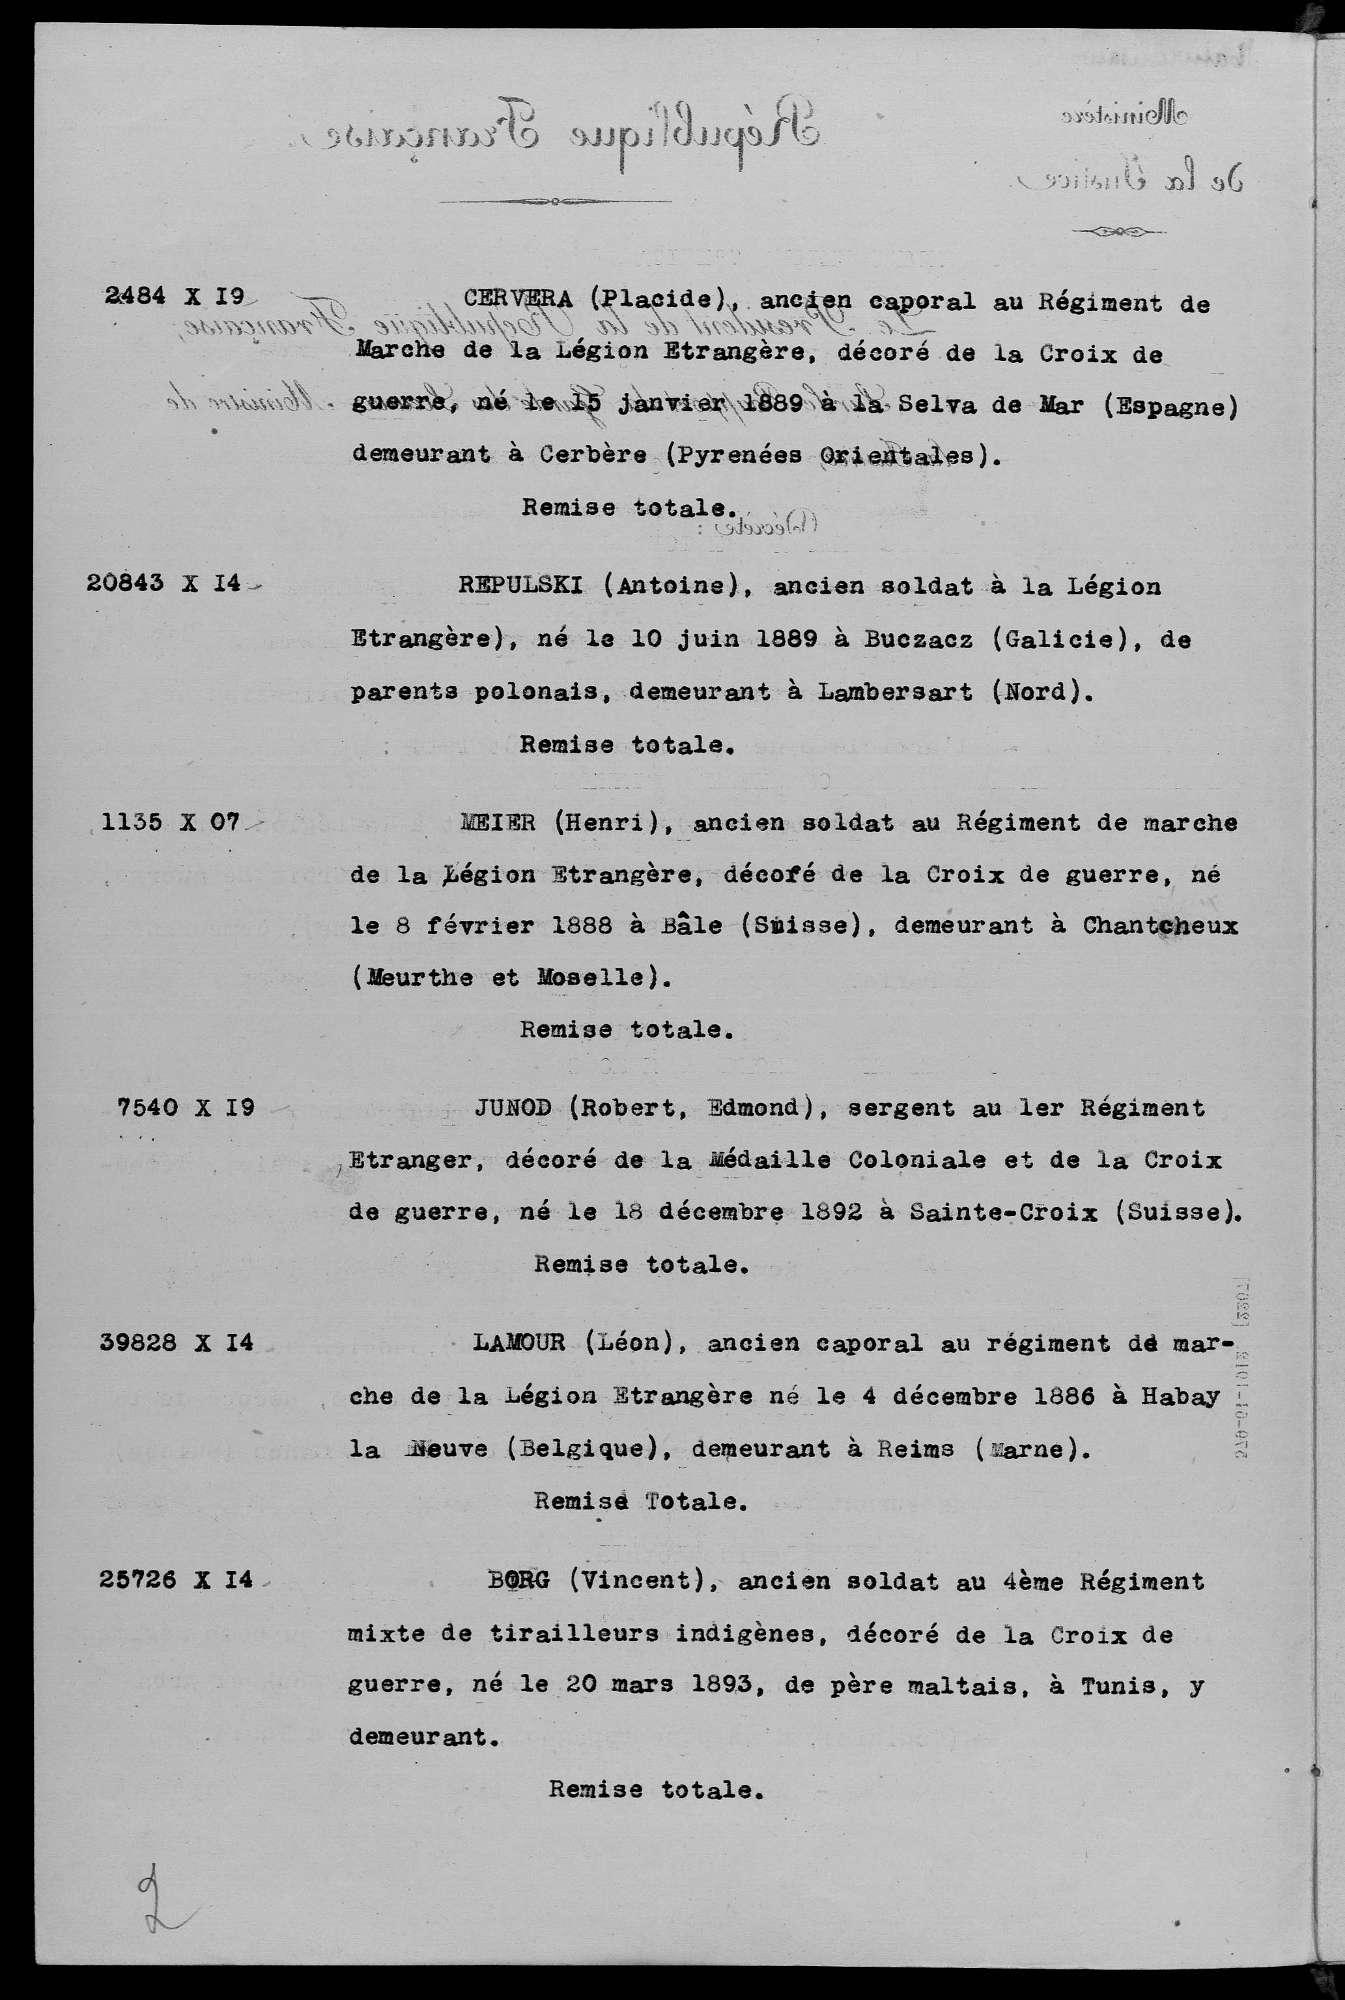 2484 X I9 CERVERA (Placide), ancien caporal au Régiment de
Marche de la Légion Etrangère, décoré de la Croix de
guerre, né le I5 janvier 1889 à la Selva de Mar (Espagne)
demeurant à Cerbère (Pyrenées Orientales).
Remise totale.
20843 X I4 REPULSKI (Antoine), ancien soldat à la Légion
Etrangère), né le 10 juin 1889 à Buczacz (Galicie), de
parents polonais, demeurant à Lambersart (Nord).
Remise totale.
1135 X 07 MEIER (Henri), ancien soldat au Régiment de marche
de la Légion Etrangère, décoré de la Croix de guerre, né
le 8 février 1888 à Bâle (Suisse), demeurant à Chantcheux
(Meurthe et Moselle).
Remise totale.
7540 X I9 JUNOD (Robert, Edmond), sergent au 1er Régiment
Etranger, décoré de la Médaille Coloniale et de la Croix
de guerre, né le 18 décembre 1892 à Sainte-Croix (Suisse).
Remise totale.
39828 X I4 LAMOUR (Léon), ancien caporal au régiment de mar-
che de la Légion Etrangère né le 4 décembre 1886 à Habay
la Neuve (Belgique), demeurant à Reims (Marne).
Remise Totale.
25726 X I4 BORG (Vincent), ancien soldat au 4ème Régiment
mixte de tirailleurs indigènes, décoré de la Croix de
guerre, né le 20 mars 1893, de père maltais, à Tunis, y
demeurant.
Remise totale.
2